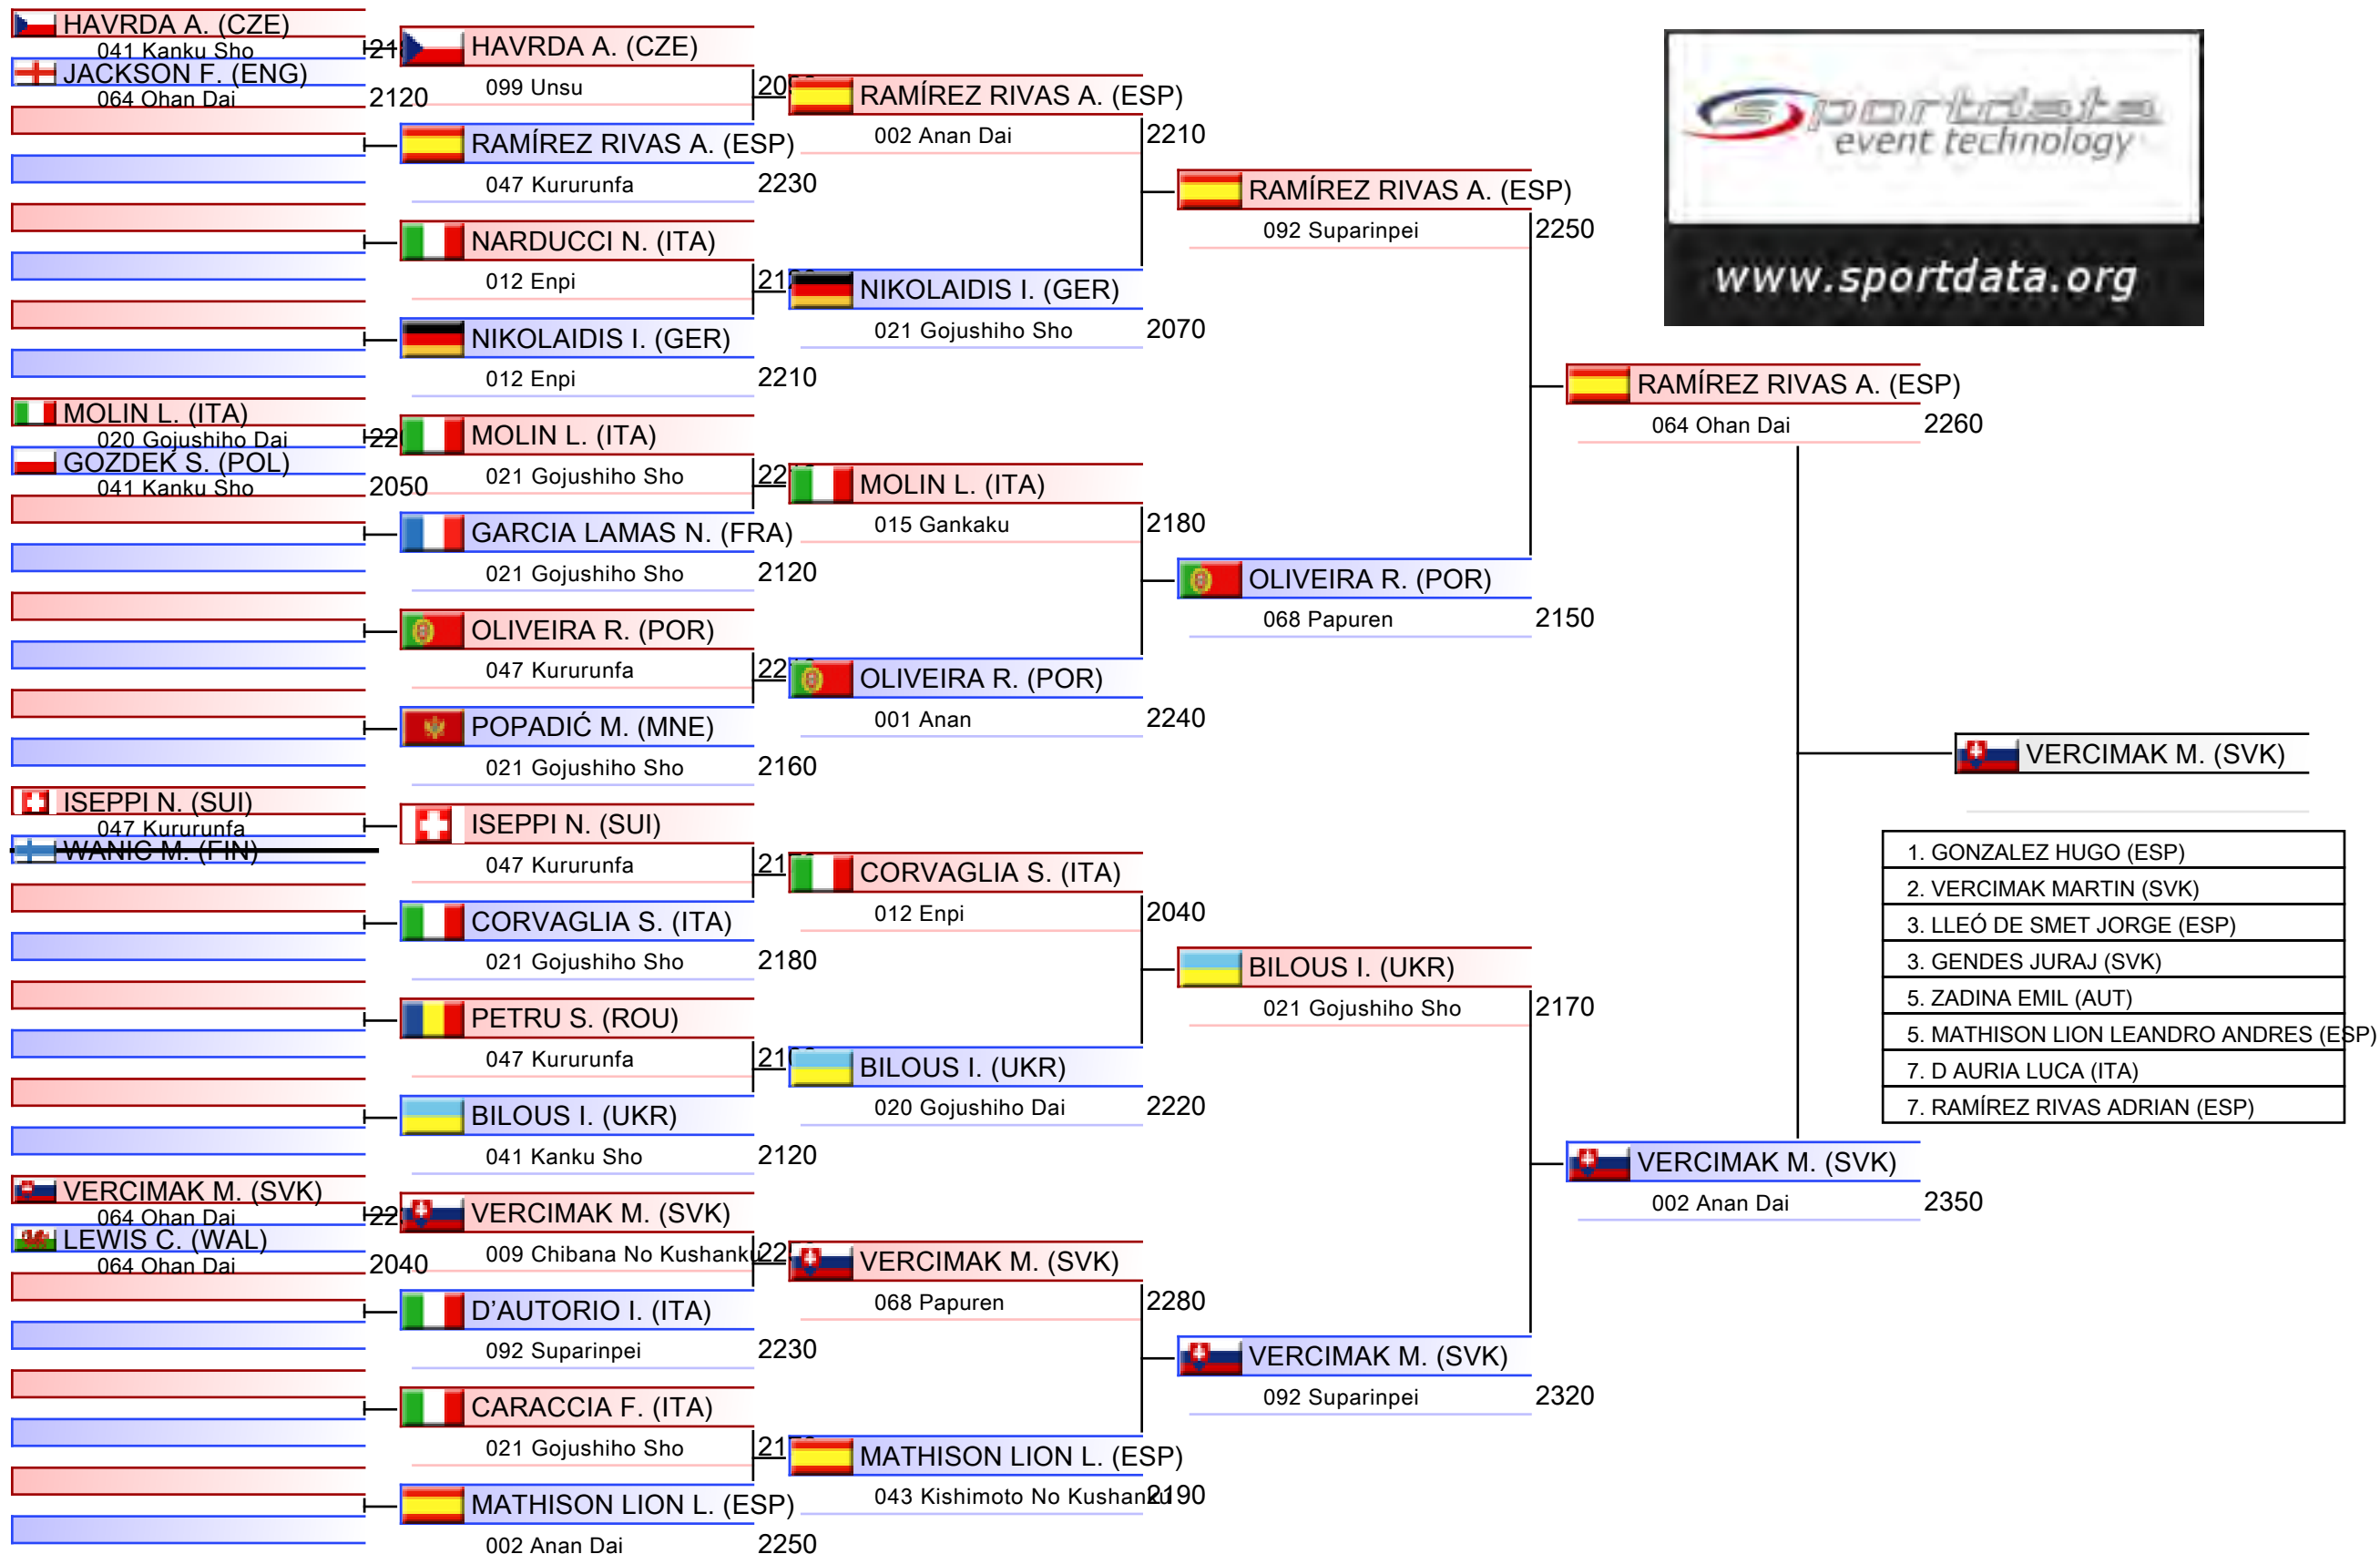 HAVRDA A. (CZE)
041 Kanku Sho
JACKSON F. (ENG)
064 Ohan Dai
2120
MOLIN L. (ITA)
020 Gojushiho Dai
GOZDEK S. (POL)
041 Kanku Sho
2050
ISEPPI N. (SUI)
047 Kururunfa
WANIC M. (FIN)
VERCIMAK M. (SVK)
064 Ohan Dai
LEWIS C. (WAL)
064 Ohan Dai
2040
HAVRDA A. (CZE)
099 Unsu
RAMÍREZ RIVAS A. (ESP)
047 Kururunfa
2230
NARDUCCI N. (ITA)
012 Enpi
NIKOLAIDIS I. (GER)
012 Enpi
2210
MOLIN L. (ITA)
021 Gojushiho Sho
GARCIA LAMAS N. (FRA)
021 Gojushiho Sho
2120
OLIVEIRA R. (POR)
047 Kururunfa
POPADIĆ M. (MNE)
021 Gojushiho Sho
2160
ISEPPI N. (SUI)
047 Kururunfa
CORVAGLIA S. (ITA)
021 Gojushiho Sho
2180
PETRU S. (ROU)
047 Kururunfa
BILOUS I. (UKR)
041 Kanku Sho
2120
VERCIMAK M. (SVK)
009 Chibana No Kushanku
D'AUTORIO I. (ITA)
092 Suparinpei
2230
CARACCIA F. (ITA)
021 Gojushiho Sho
MATHISON LION L. (ESP)
002 Anan Dai
2250
RAMÍREZ RIVAS A. (ESP)
002 Anan Dai
2210
NIKOLAIDIS I. (GER)
021 Gojushiho Sho
2070
MOLIN L. (ITA)
015 Gankaku
2180
OLIVEIRA R. (POR)
001 Anan
2240
CORVAGLIA S. (ITA)
012 Enpi
2040
BILOUS I. (UKR)
020 Gojushiho Dai
2220
VERCIMAK M. (SVK)
068 Papuren
2280
MATHISON LION L. (ESP)
043 Kishimoto No Kushanku
2190
RAMÍREZ RIVAS A. (ESP)
092 Suparinpei
2250
OLIVEIRA R. (POR)
068 Papuren
2150
BILOUS I. (UKR)
021 Gojushiho Sho
2170
VERCIMAK M. (SVK)
092 Suparinpei
2320
RAMÍREZ RIVAS A. (ESP)
064 Ohan Dai
2260
VERCIMAK M. (SVK)
002 Anan Dai
2350
VERCIMAK M. (SVK)
sportdata
event technology
www.sportdata.org
1. GONZALEZ HUGO (ESP)
2. VERCIMAK MARTIN (SVK)
3. LLEÓ DE SMET JORGE (ESP)
3. GENDES JURAJ (SVK)
5. ZADINA EMIL (AUT)
5. MATHISON LION LEANDRO ANDRES (ESP)
7. D AURIA LUCA (ITA)
7. RAMÍREZ RIVAS ADRIAN (ESP)